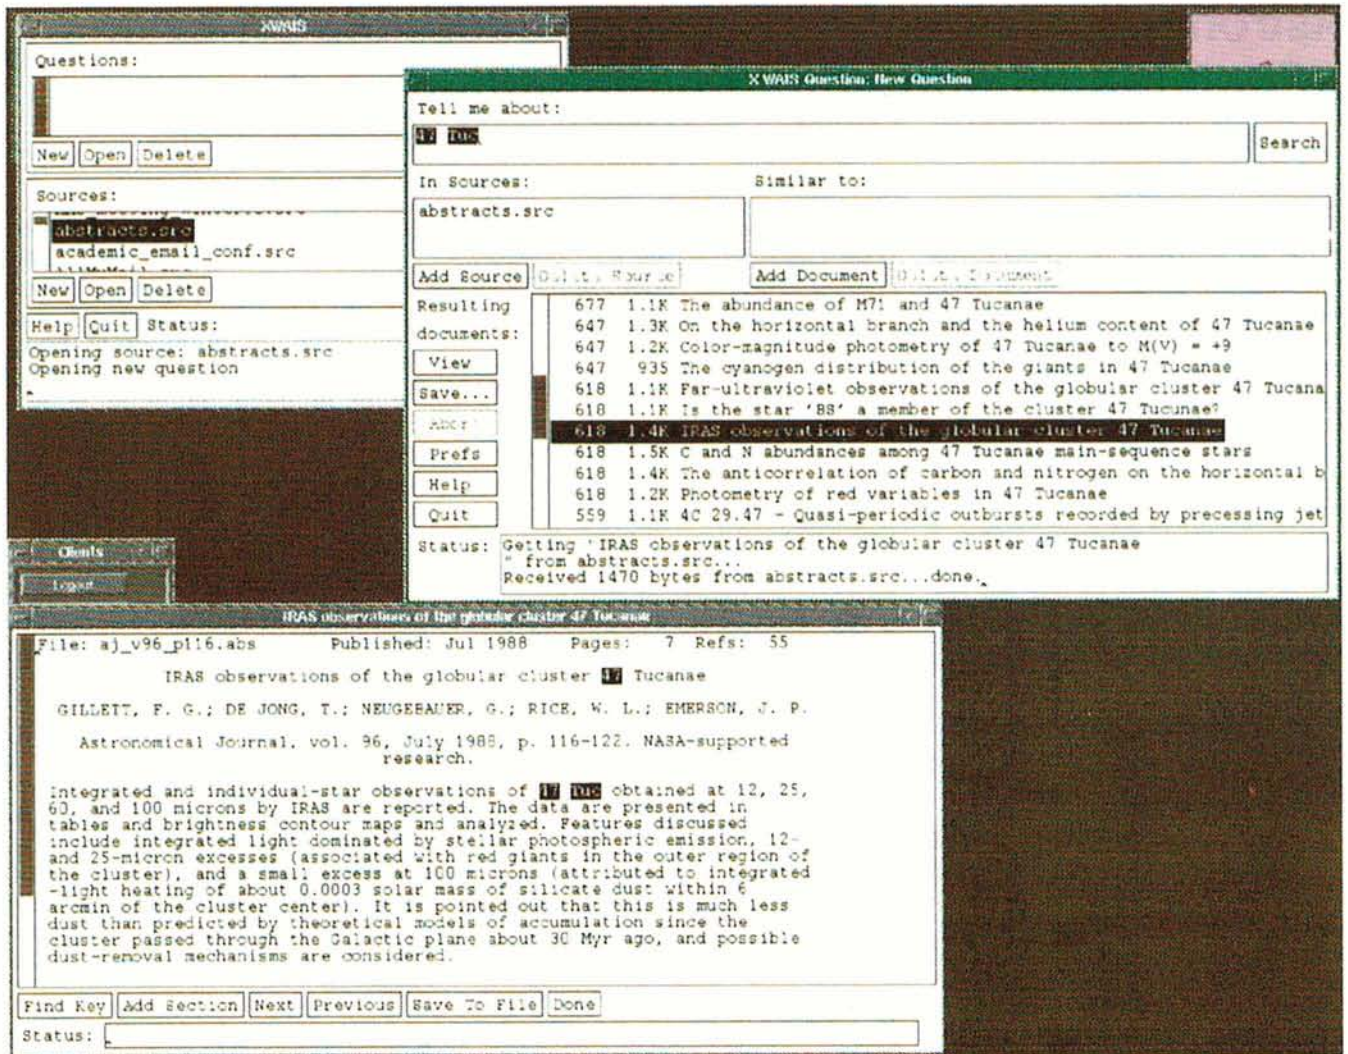 XWAIS
Questions:
New Open Delete
Sources:
abstracts.src
academic_email_conf.src
New Open Delete
Help Quit Status:
Opening source: abstracts.src
Opening new question
X WAIS Question: New Question
Tell me about:
47 Tuc
Search
In Sources:
Similar to:
abstracts.src
Add Source Delete Source
Add Document Delete Document
Resulting
documents:
View
Save...
Abort
Prefs
Help
Quit
677 1.1K The abundance of M71 and 47 Tucanae
647 1.3K On the horizontal branch and the helium content of 47 Tucanae
647 1.2K Color-magnitude photometry of 47 Tucanae to M(V) = +9
647 935 The cyanogen distribution of the giants in 47 Tucanae
618 1.1K Far-ultraviolet observations of the globular cluster 47 Tucana
618 1.1K Is the star 'BS' a member of the cluster 47 Tucunae?
618 1.4K IRAS observations of the globular cluster 47 Tucanae
618 1.5K C and N abundances among 47 Tucanae main-sequence stars
618 1.4K The anticorrelation of carbon and nitrogen on the horizontal b
618 1.2K Photometry of red variables in 47 Tucanae
559 1.1K 4C 29.47 - Quasi-periodic outbursts recorded by precessing jet
Status: Getting "IRAS observations of the globular cluster 47 Tucanae
" from abstracts.src...
Received 1470 bytes from abstracts.src...done.
Clients
Logout
IRAS observations of the globular cluster 47 Tucanae
File: aj_v96_p116.abs Published: Jul 1988 Pages: 7 Refs: 55
IRAS observations of the globular cluster 47 Tucanae
GILLETT, F. G.; DE JONG, T.; NEUGEBAUER, G.; RICE, W. L.; EMERSON, J. P.
Astronomical Journal, vol. 96, July 1988, p. 116-122. NASA-supported
research.
Integrated and individual-star observations of 47 Tuc obtained at 12, 25,
60, and 100 microns by IRAS are reported. The data are presented in
tables and brightness contour maps and analyzed. Features discussed
include integrated light dominated by stellar photospheric emission, 12-
and 25-micron excesses (associated with red giants in the outer region of
the cluster), and a small excess at 100 microns (attributed to integrated
-light heating of about 0.0003 solar mass of silicate dust within 6
arcmin of the cluster center). It is pointed out that this is much less
dust than predicted by theoretical models of accumulation since the
cluster passed through the Galactic plane about 30 Myr ago, and possible
dust-removal mechanisms are considered.
Find Key Add Section Next Previous Save To File Done
Status: